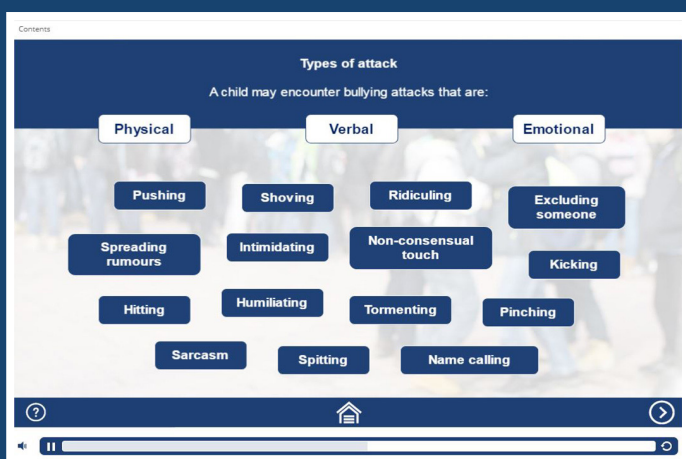 Contents
Types of attack
A child may encounter bullying attacks that are:
Physical
Verbal
Emotional
Pushing
Shoving
Ridiculing
Excluding
someone
Spreading
rumours
Intimidating
Non-consensual
touch
Kicking
Hitting
Humiliating
Tormenting
Pinching
Sarcasm
Spitting
Name calling
?